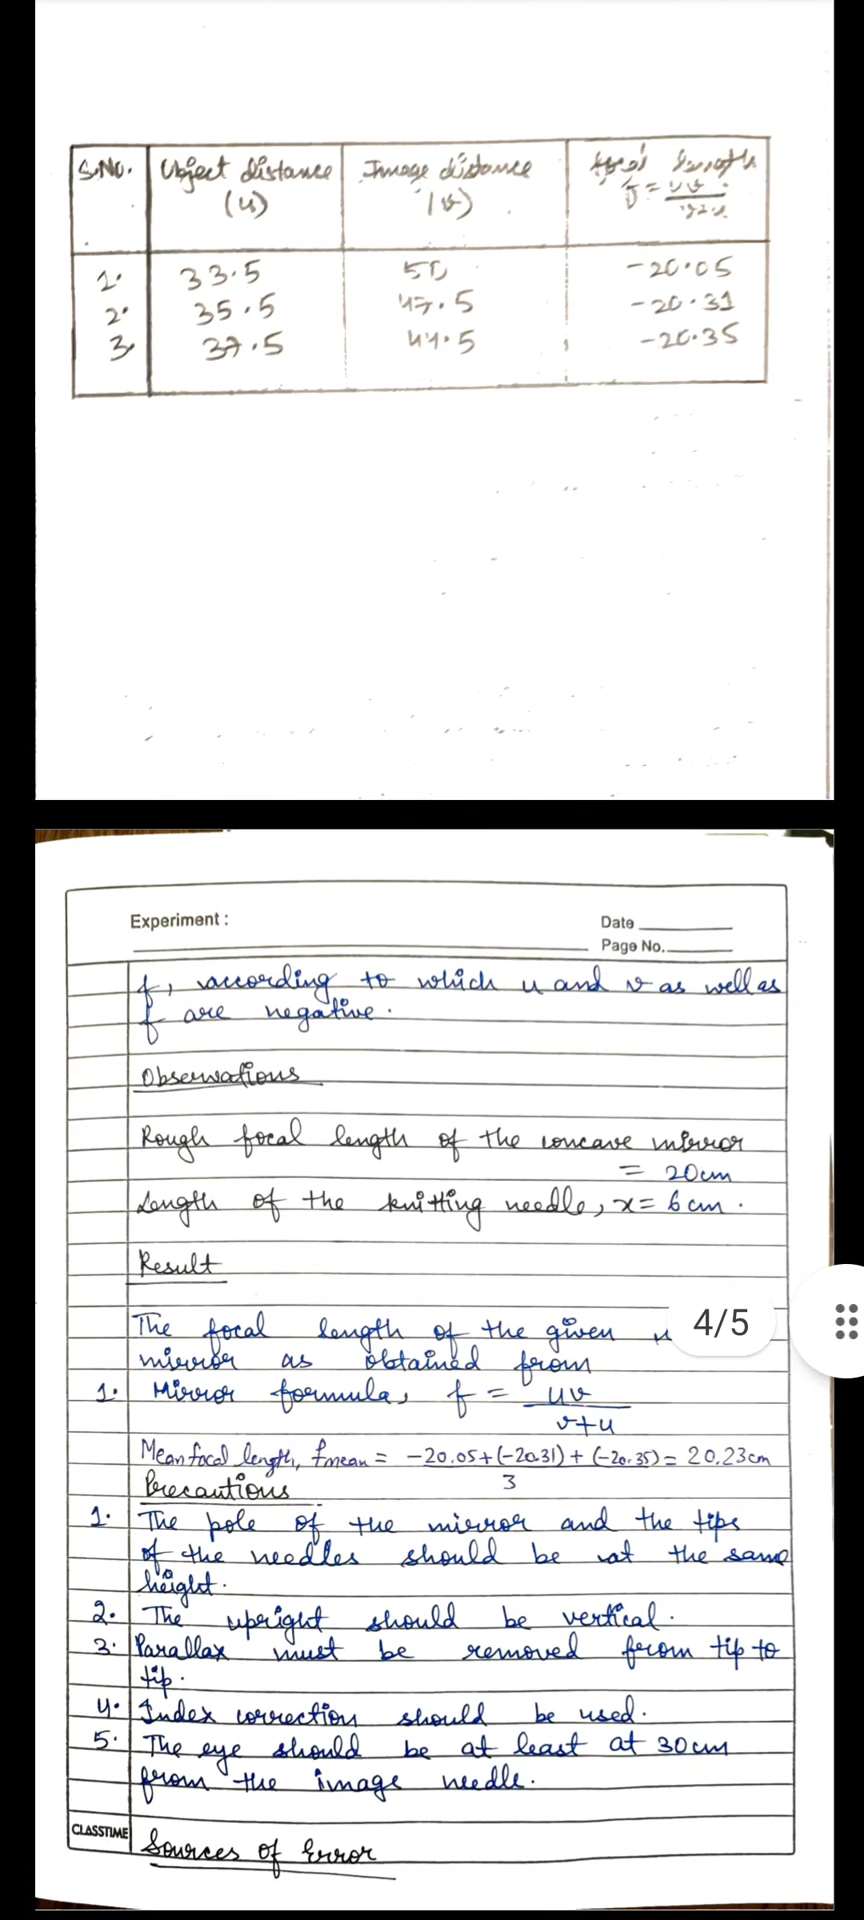 S.No. Object distance Image distance
(u) (v)
1. 33.5 50 -20.05
2. 35.5 47.5 -20.31
3. 37.5 44.5 -20.35
Experiment :
Date
Page No.
f, according to which u and v as well as
f are negative.
Observations
Rough focal length of the concave mirror
= 20cm
Length of the knitting needle, x = 6 cm.
Result
The focal length of the given
4/5
mirror as obtained from
1. Mirror formula, f = uv
v+u
Mean focal length, fmean = -20.05+(-20.31)+(-20.35) = 20.23cm
3
Precautions
1. The pole of the mirror and the tips
of the needles should be at the same
height.
2. The upright should be vertical.
3. Parallax must be removed from tip to
tip.
4. Index correction should be used.
5. The eye should be at least at 30 cm
from the image needle.
CLASSTIME
Sources of Error